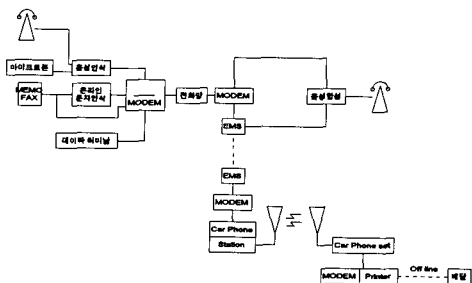 마이크로폰
음성인식
MEMO
FAX
온라인
문자인식
MODEM
전화망
MODEM
음성합성
데이타 터미날
EMS
EMS
MODEM
Car Phone
Station
Car Phone set
MODEM
Printer
Off line
배달